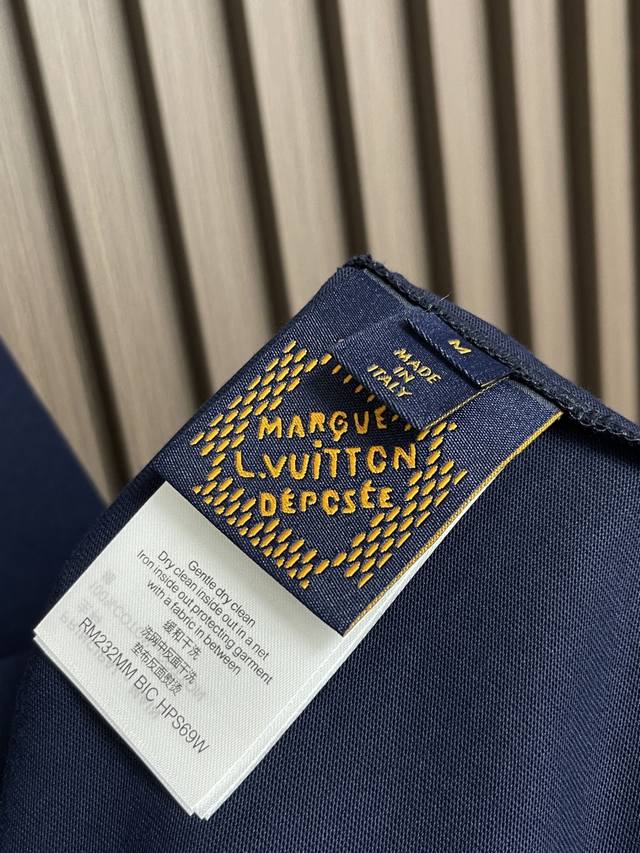 M
MADE
IN
ITALY
MARQUE
L.VUITTON
DÉPOSÉE
Gentle dry clean
Dry clean inside out in a net
Iron inside out protecting garment
with a fabric in between
缓和干洗
洗网中反面干洗
垫布反面熨烫
RM232MM BIC HPS69W